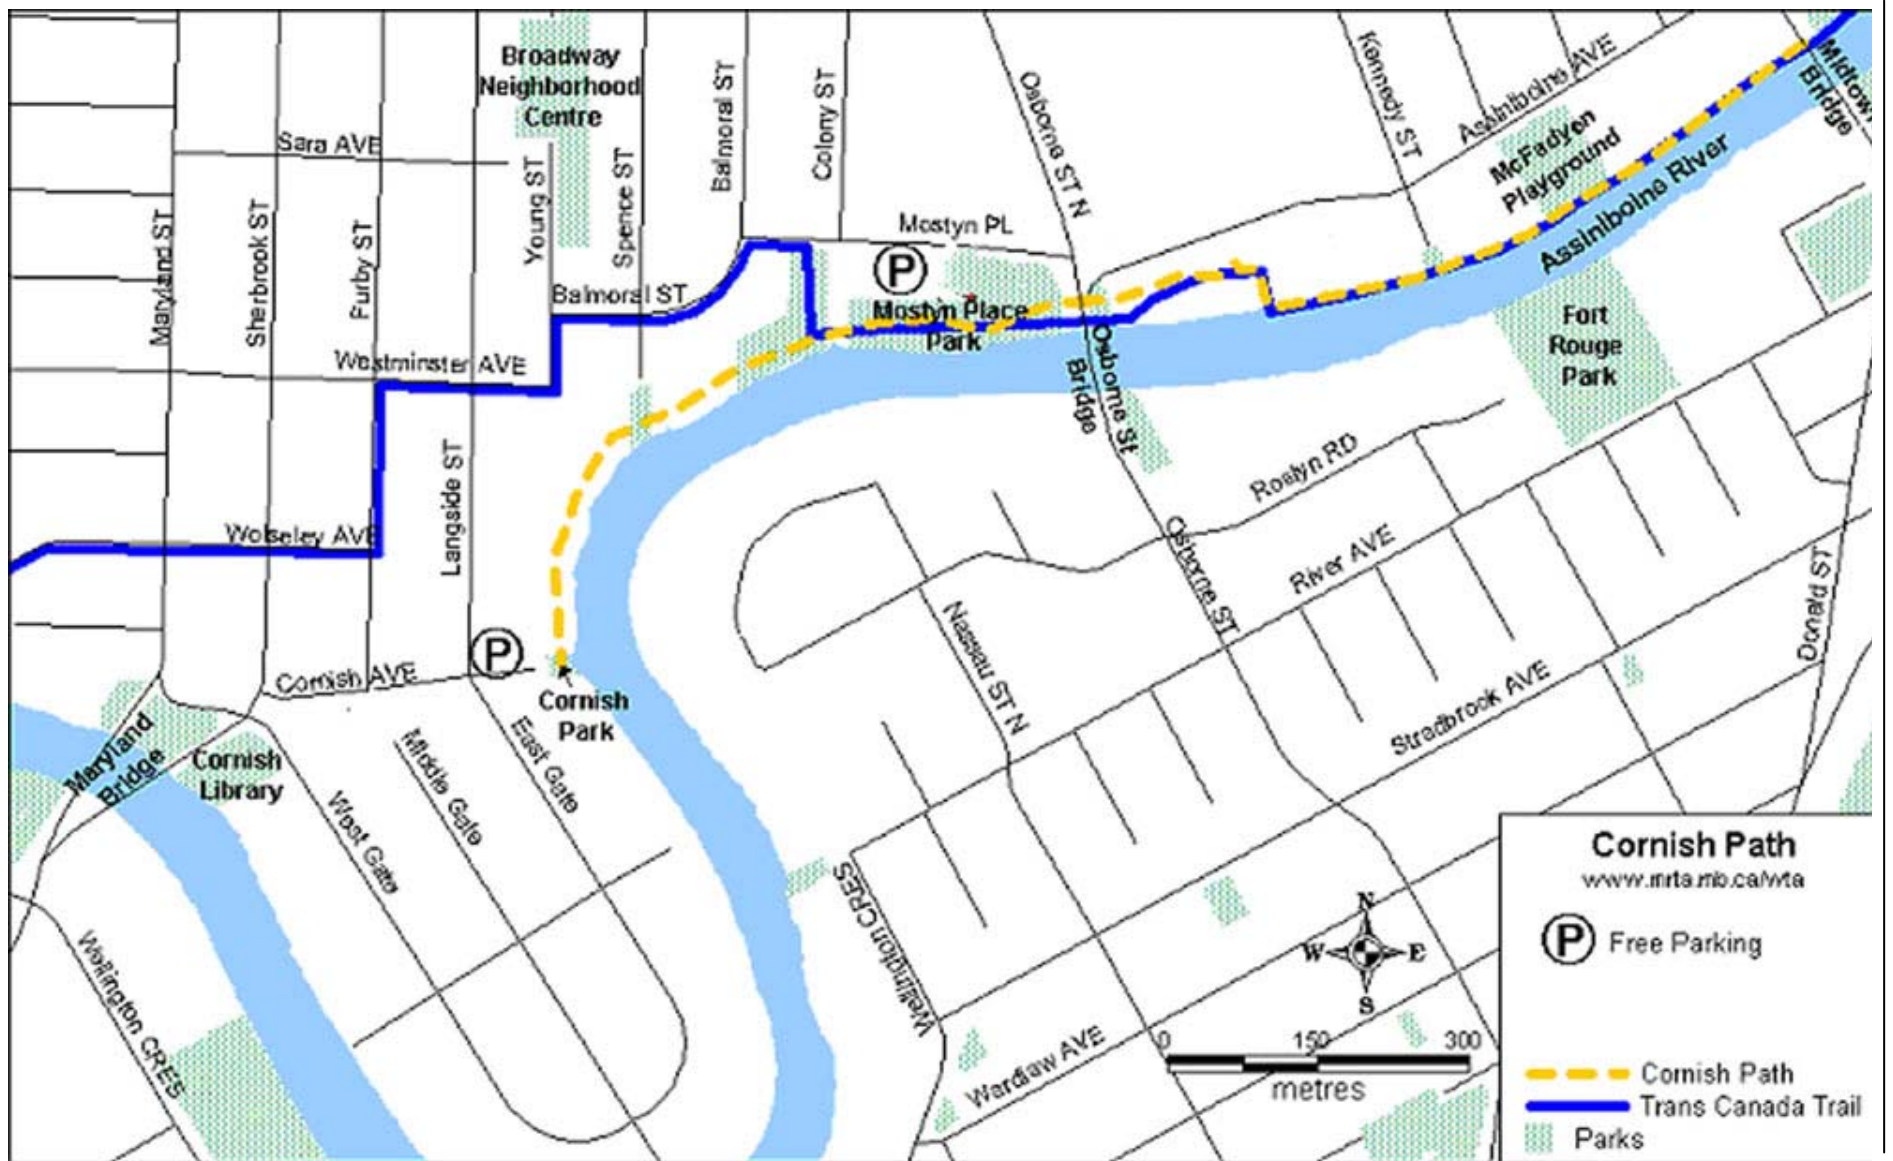 Broadway
Neighborhood
Centre
Sara AVE
Maryland ST
Sherbrook ST
Furby ST
Young ST
Spence ST
Balmoral ST
Colony ST
Mostyn PL
Osborne ST N
Kennedy ST
Assiniboine AVE
McFadyen
Playground
Midtown
Bridge
Assiniboine River
Balmoral ST
P
Mostyn Place
Park
Osborne St
Bridge
Fort
Rouge
Park
Westminster AVE
Langside ST
Wolseley AVE
Roslyn RD
River AVE
Osborne ST
Donald ST
P
Cornish AVE
Cornish
Park
Nassau ST N
Stradbrook AVE
Maryland
Bridge
Cornish
Library
West Gate
Middle Gate
East Gate
Wellington CRES
Wellington CRES
Wardlaw AVE
N
W
E
S
0 150 300
metres
Cornish Path
www.mrta.mb.ca/wta
P Free Parking
Cornish Path
Trans Canada Trail
Parks